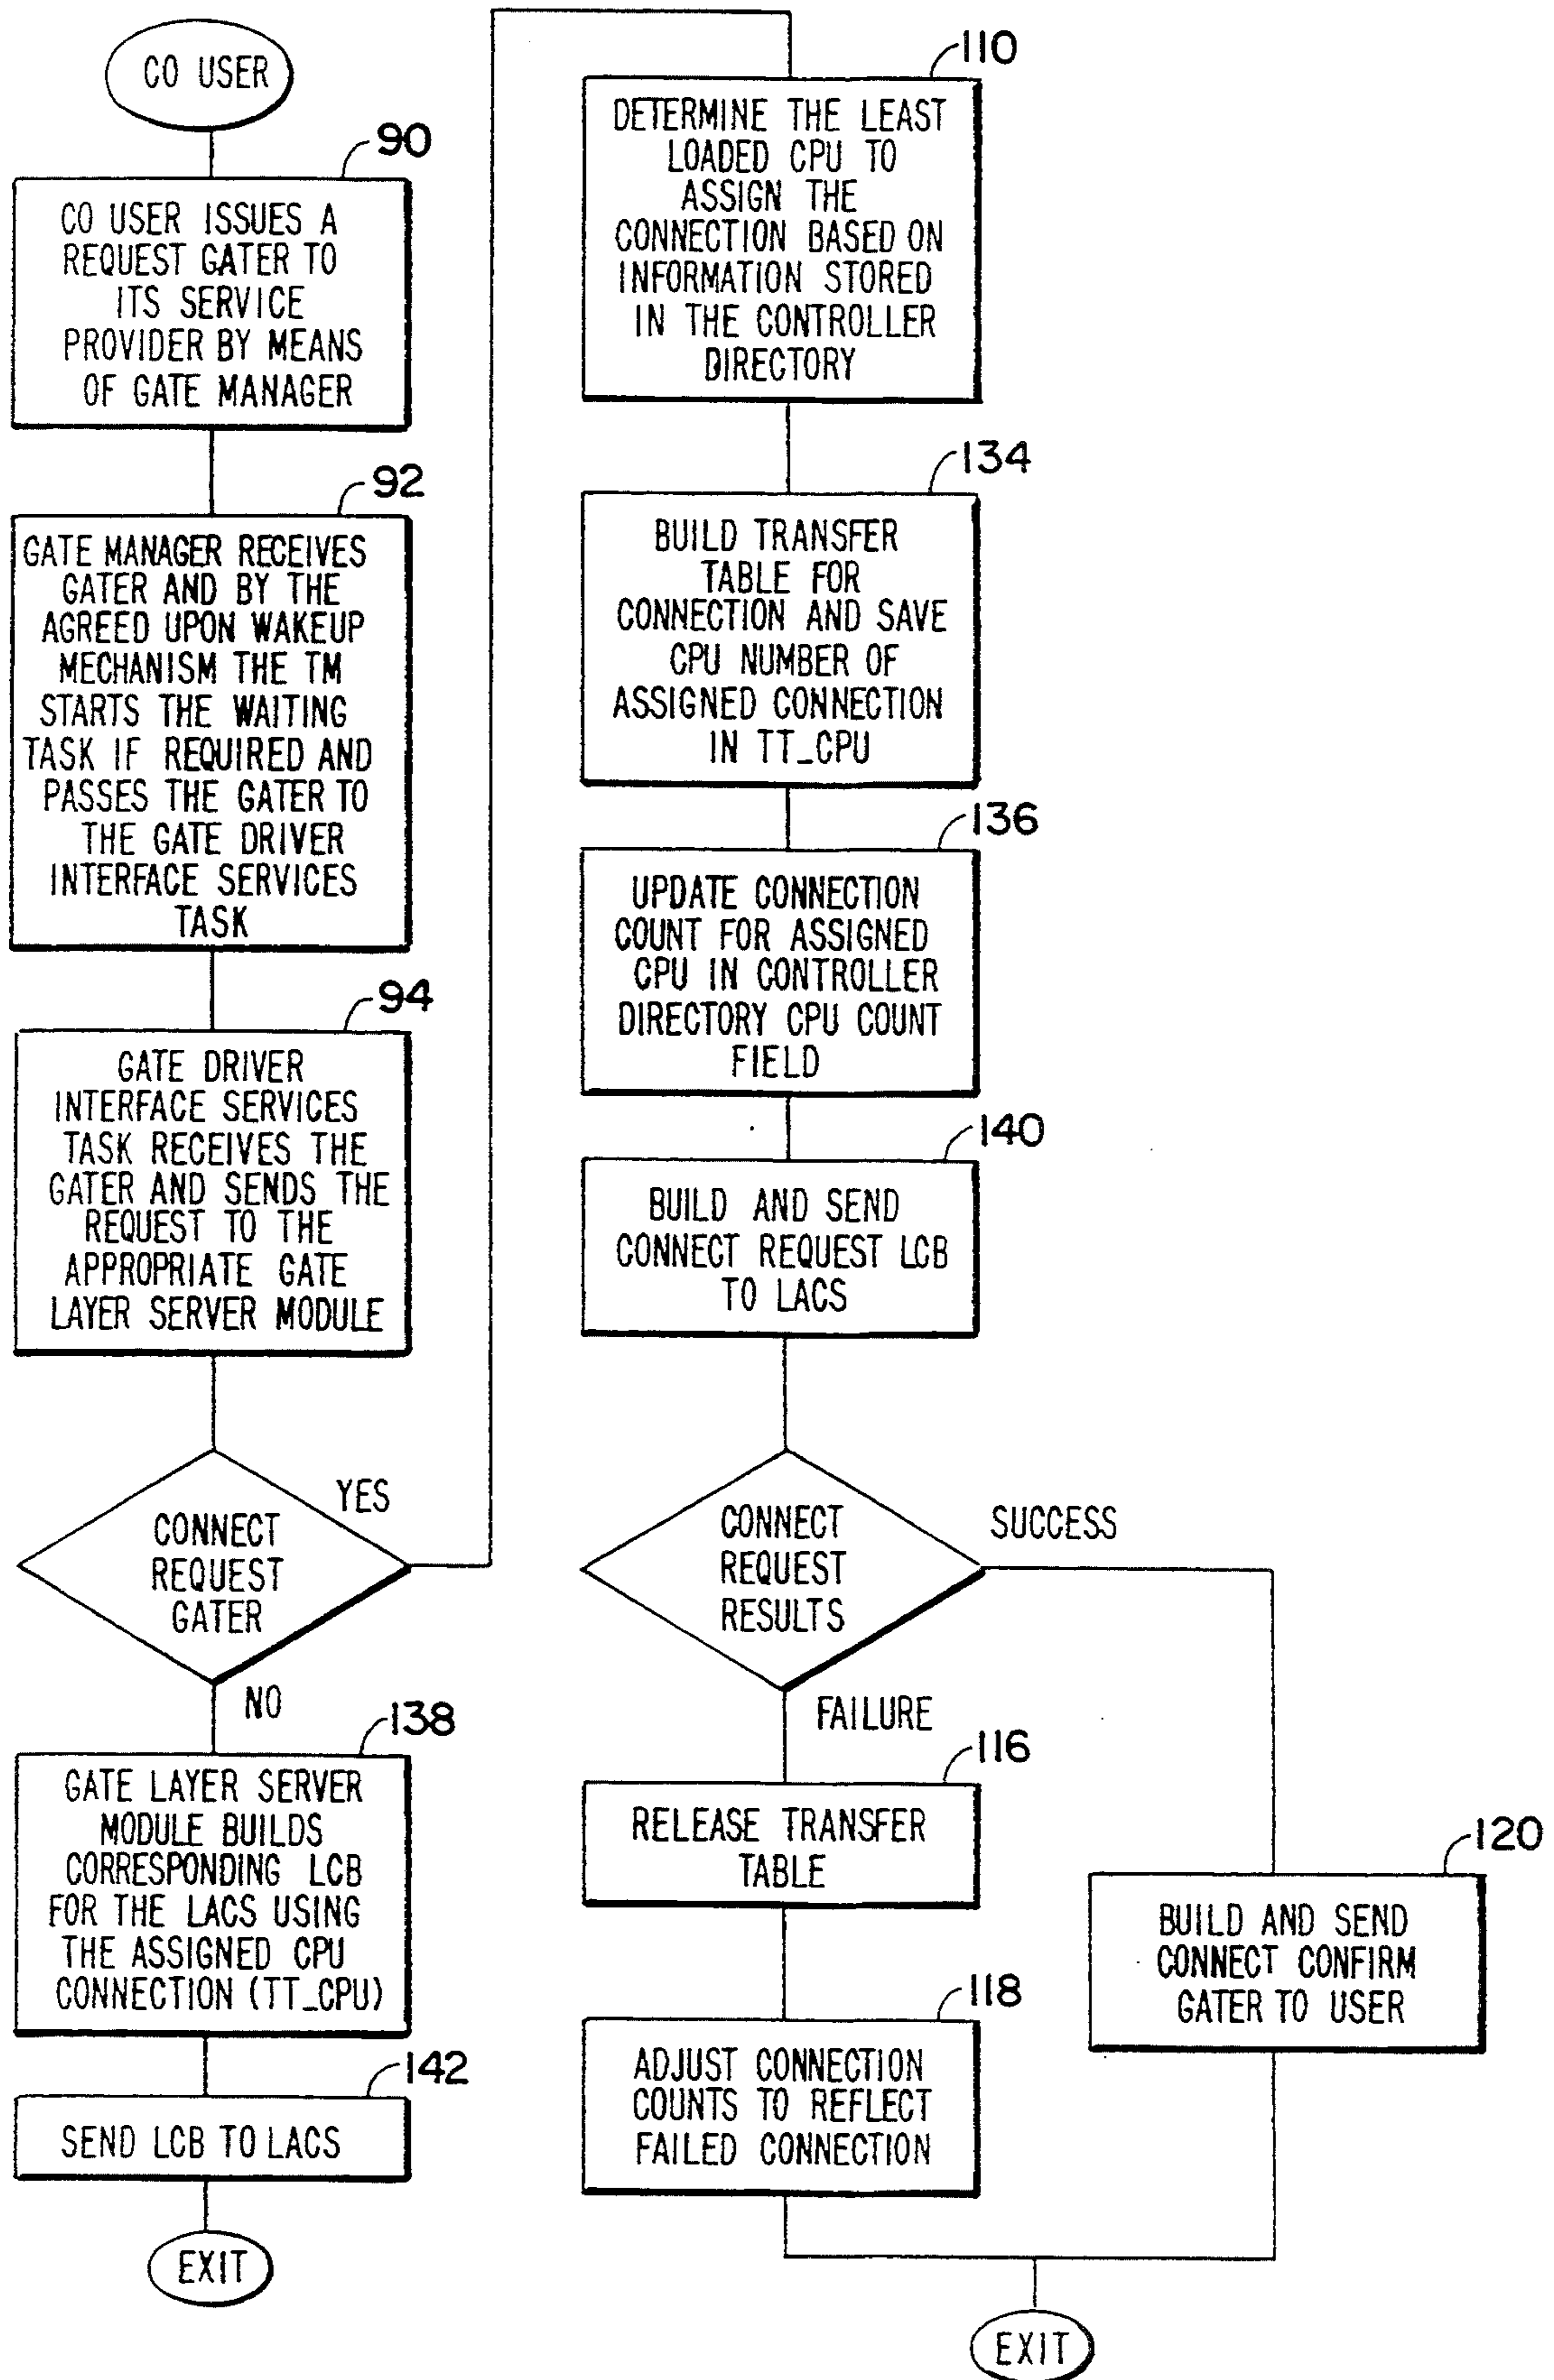 CO USER
90
CO USER ISSUES A
REQUEST GATER TO
ITS SERVICE
PROVIDER BY MEANS
OF GATE MANAGER
92
GATE MANAGER RECEIVES
GATER AND BY THE
AGREED UPON WAKEUP
MECHANISM THE TM
STARTS THE WAITING
TASK IF REQUIRED AND
PASSES THE GATER TO
THE GATE DRIVER
INTERFACE SERVICES
TASK
94
GATE DRIVER
INTERFACE SERVICES
TASK RECEIVES THE
GATER AND SENDS THE
REQUEST TO THE
APPROPRIATE GATE
LAYER SERVER MODULE
YES
CONNECT
REQUEST
GATER
NO
138
GATE LAYER SERVER
MODULE BUILDS
CORRESPONDING LCB
FOR THE LACS USING
THE ASSIGNED CPU
CONNECTION (TT_CPU)
142
SEND LCB TO LACS
EXIT
110
DETERMINE THE LEAST
LOADED CPU TO
ASSIGN THE
CONNECTION BASED ON
INFORMATION STORED
IN THE CONTROLLER
DIRECTORY
134
BUILD TRANSFER
TABLE FOR
CONNECTION AND SAVE
CPU NUMBER OF
ASSIGNED CONNECTION
IN TT_CPU
136
UPDATE CONNECTION
COUNT FOR ASSIGNED
CPU IN CONTROLLER
DIRECTORY CPU COUNT
FIELD
140
BUILD AND SEND
CONNECT REQUEST LCB
TO LACS
CONNECT
REQUEST
RESULTS
SUCCESS
FAILURE
116
RELEASE TRANSFER
TABLE
118
ADJUST CONNECTION
COUNTS TO REFLECT
FAILED CONNECTION
120
BUILD AND SEND
CONNECT CONFIRM
GATER TO USER
EXIT